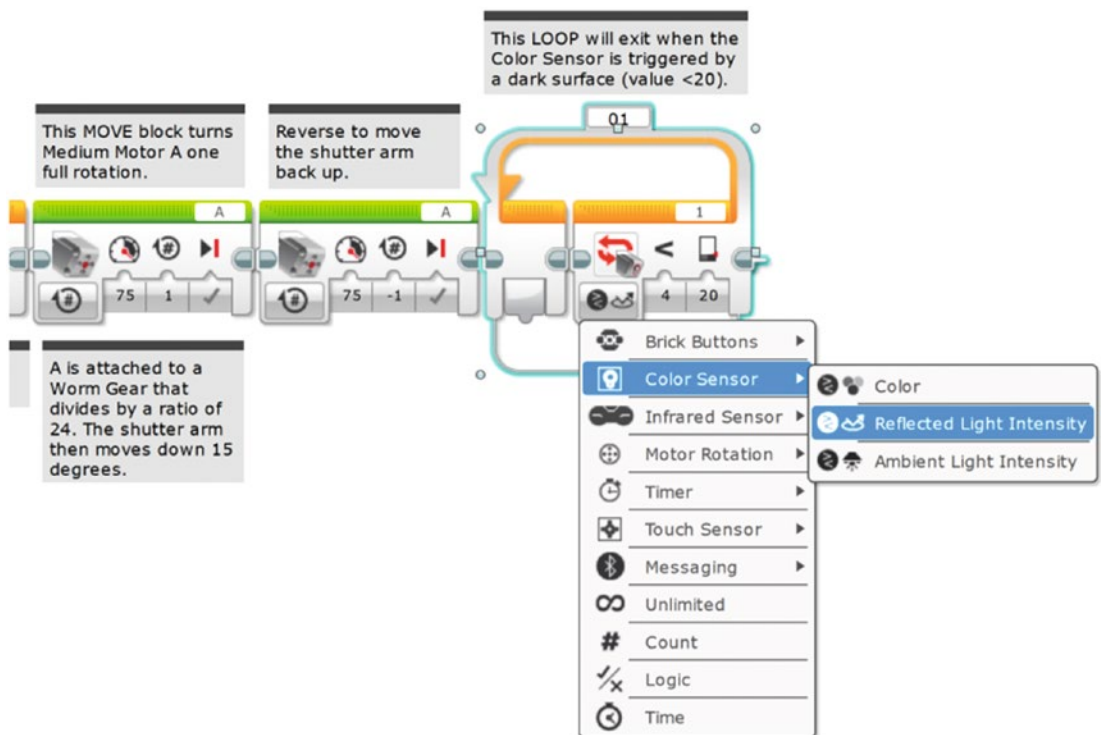 This LOOP will exit when the
Color Sensor is triggered by
a dark surface (value <20).
01
This MOVE block turns
Medium Motor A one
full rotation.
Reverse to move
the shutter arm
back up.
A
A
1
#
#
<
#
75
1
#
75
-1
4
20
A is attached to a
Worm Gear that
divides by a ratio of
24. The shutter arm
then moves down 15
degrees.
Brick Buttons
Color Sensor
Infrared Sensor
Motor Rotation
Timer
Touch Sensor
Messaging
Unlimited
# Count
Logic
Time
Color
Reflected Light Intensity
Ambient Light Intensity